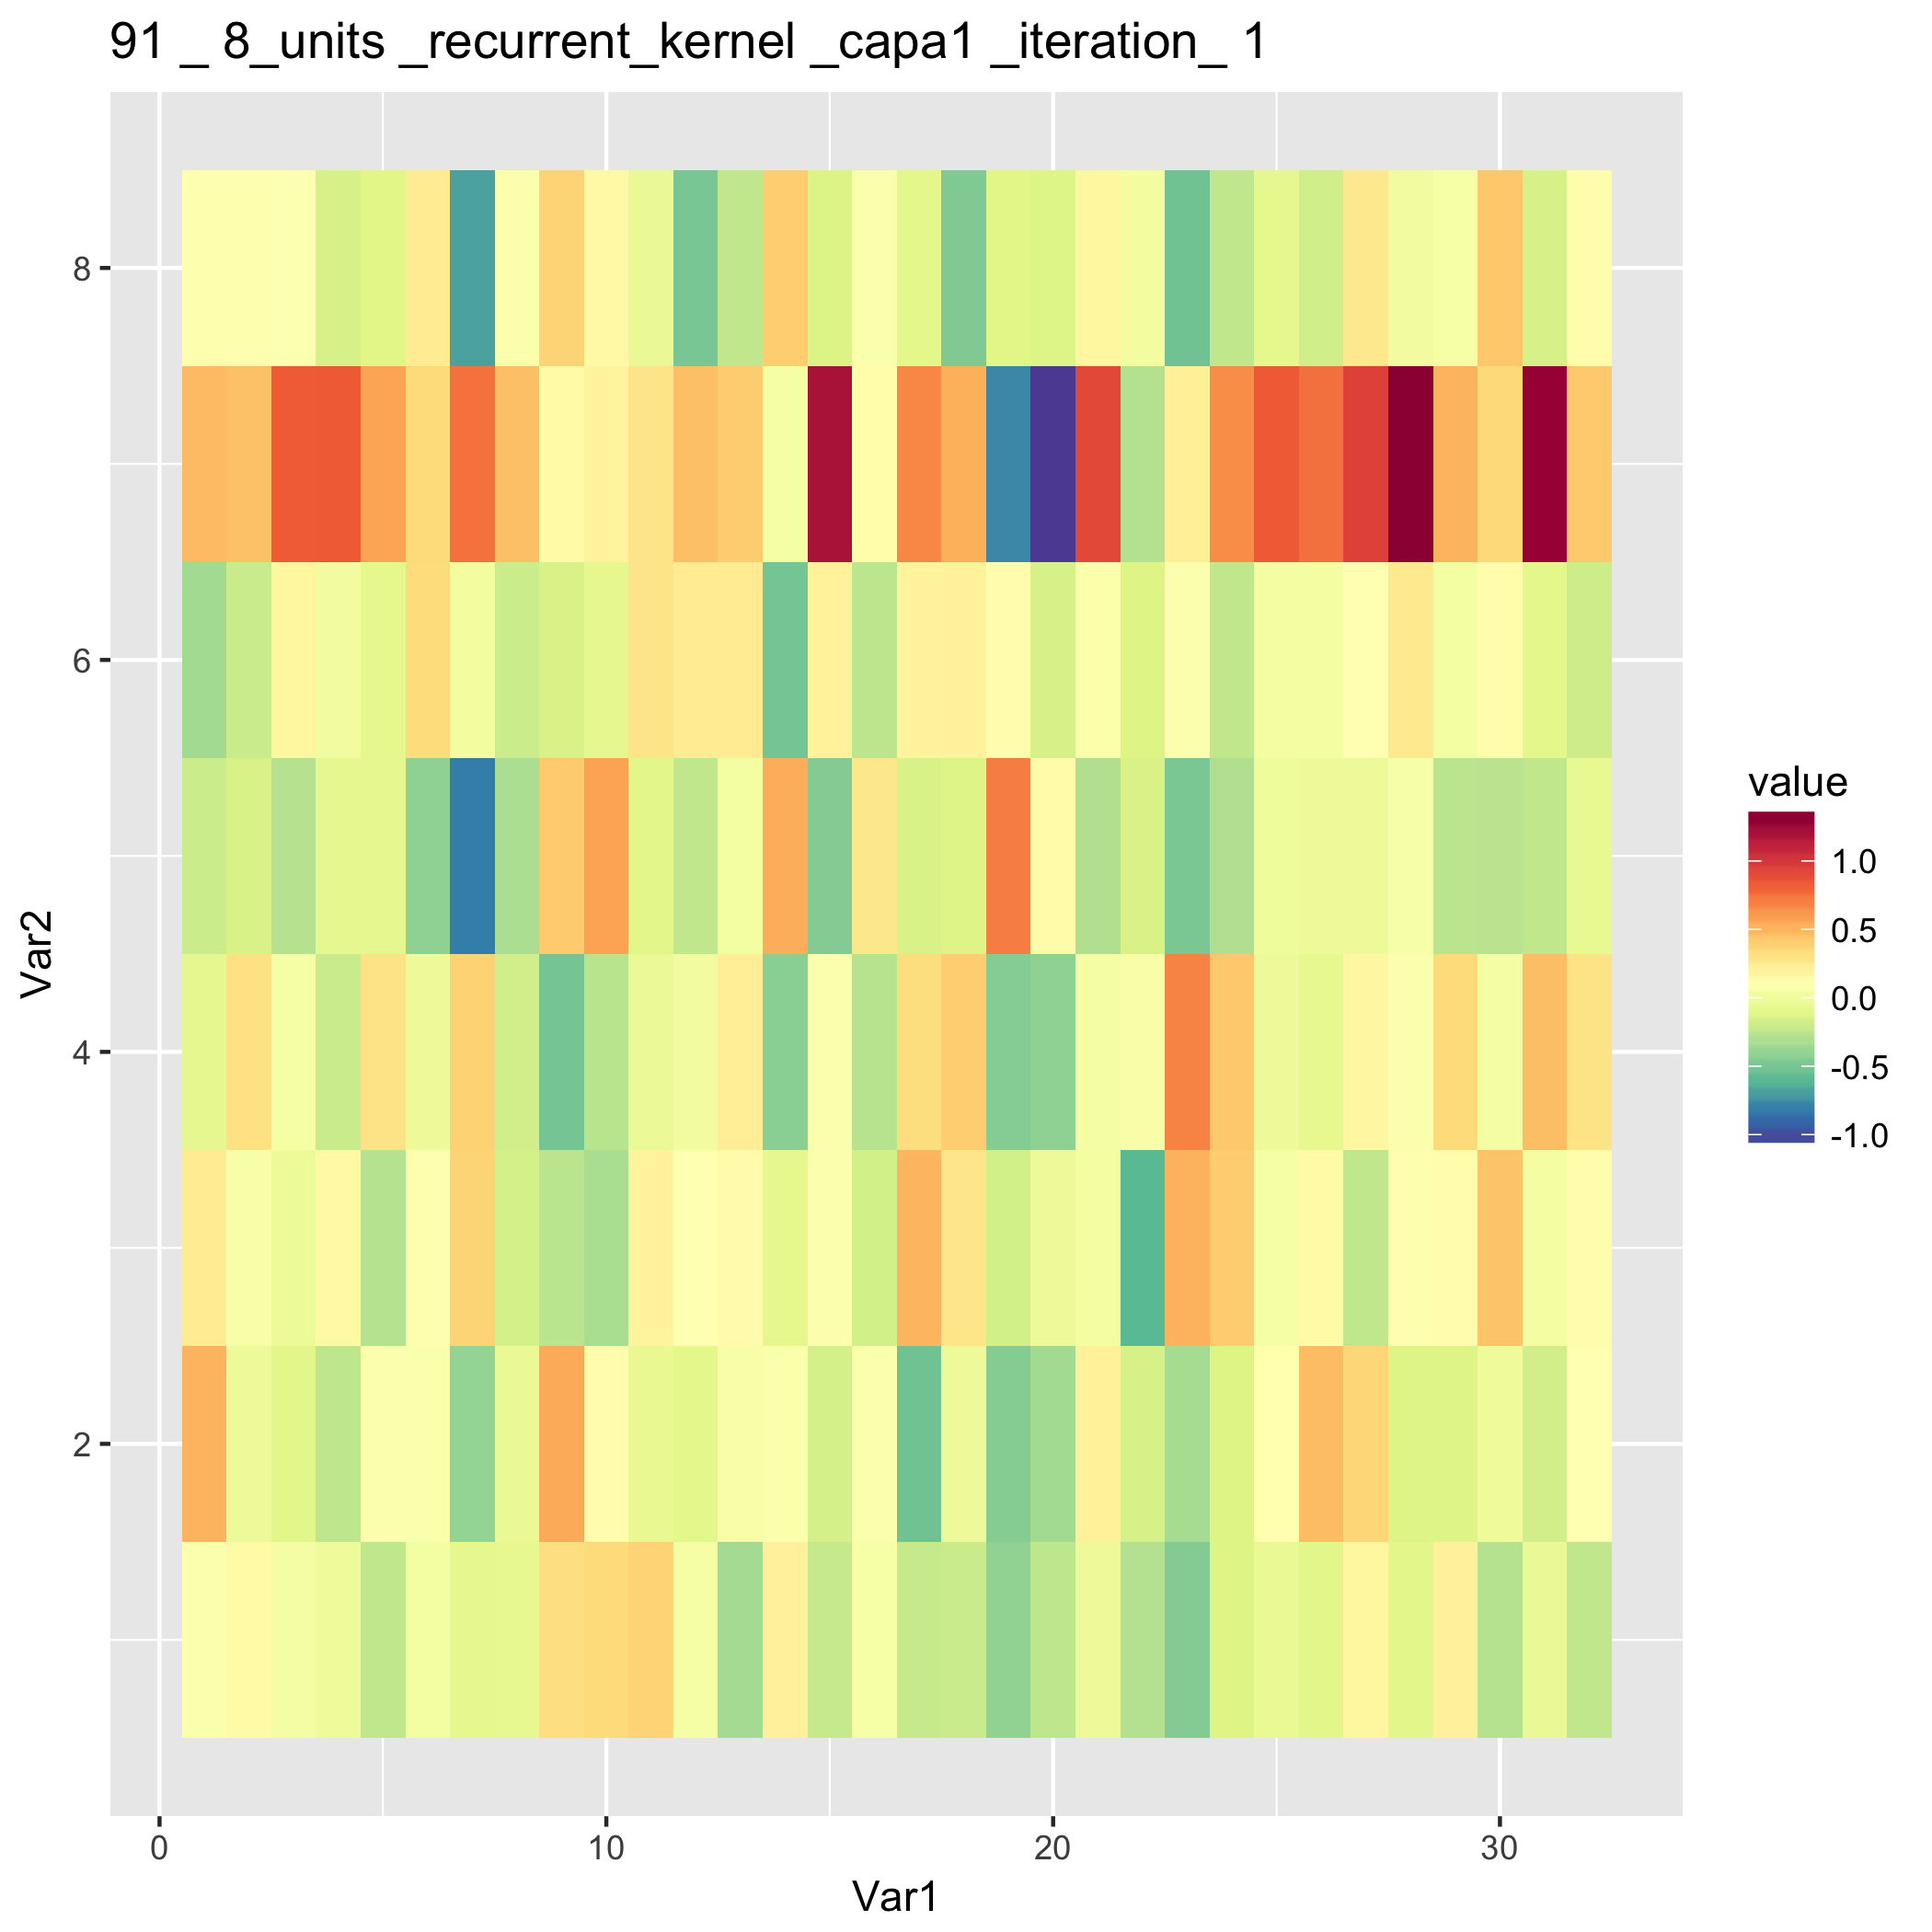 91 _ 8_units _recurrent_kernel _capa1 _iteration_ 1
8
6
4
2
Var2
0 10 20 30
Var1
value
1.0
0.5
0.0
-0.5
-1.0